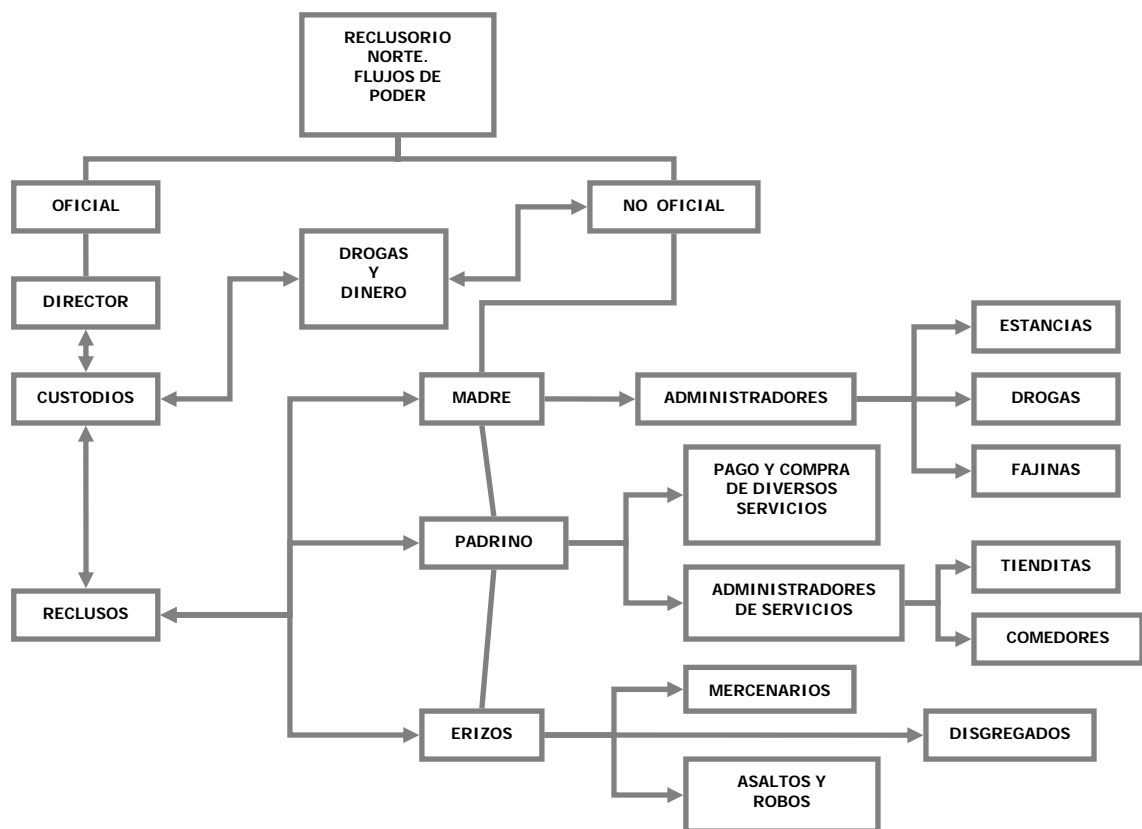 RECLUSORIO
NORTE.
FLUJOS DE
PODER
OFICIAL
NO OFICIAL
DROGAS
Y
DINERO
DIRECTOR
ESTANCIAS
CUSTODIOS
MADRE
ADMINISTRADORES
DROGAS
FAJINAS
PAGO Y COMPRA
DE DIVERSOS
SERVICIOS
PADRINO
TIENDITAS
RECLUSOS
ADMINISTRADORES
DE SERVICIOS
COMEDORES
MERCENARIOS
ERIZOS
DISGREGADOS
ASALTOS Y
ROBOS